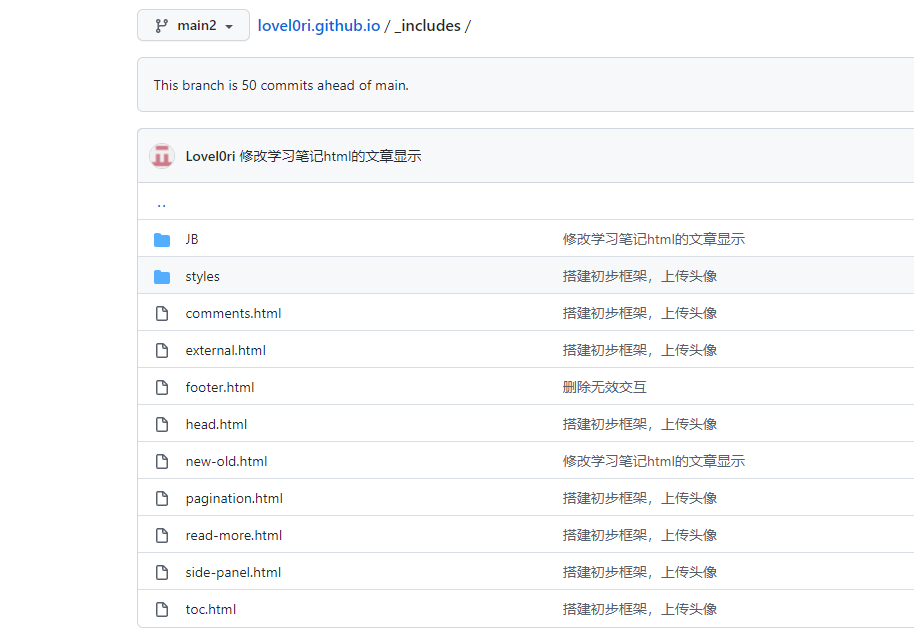 main2 lovel0ri.github.io / _includes /
This branch is 50 commits ahead of main.
Lovel0ri 修改学习笔记html的文章显示
..
JB 修改学习笔记html的文章显示
styles 搭建初步框架，上传头像
comments.html 搭建初步框架，上传头像
external.html 搭建初步框架，上传头像
footer.html 删除无效交互
head.html 搭建初步框架，上传头像
new-old.html 修改学习笔记html的文章显示
pagination.html 搭建初步框架，上传头像
read-more.html 搭建初步框架，上传头像
side-panel.html 搭建初步框架，上传头像
toc.html 搭建初步框架，上传头像